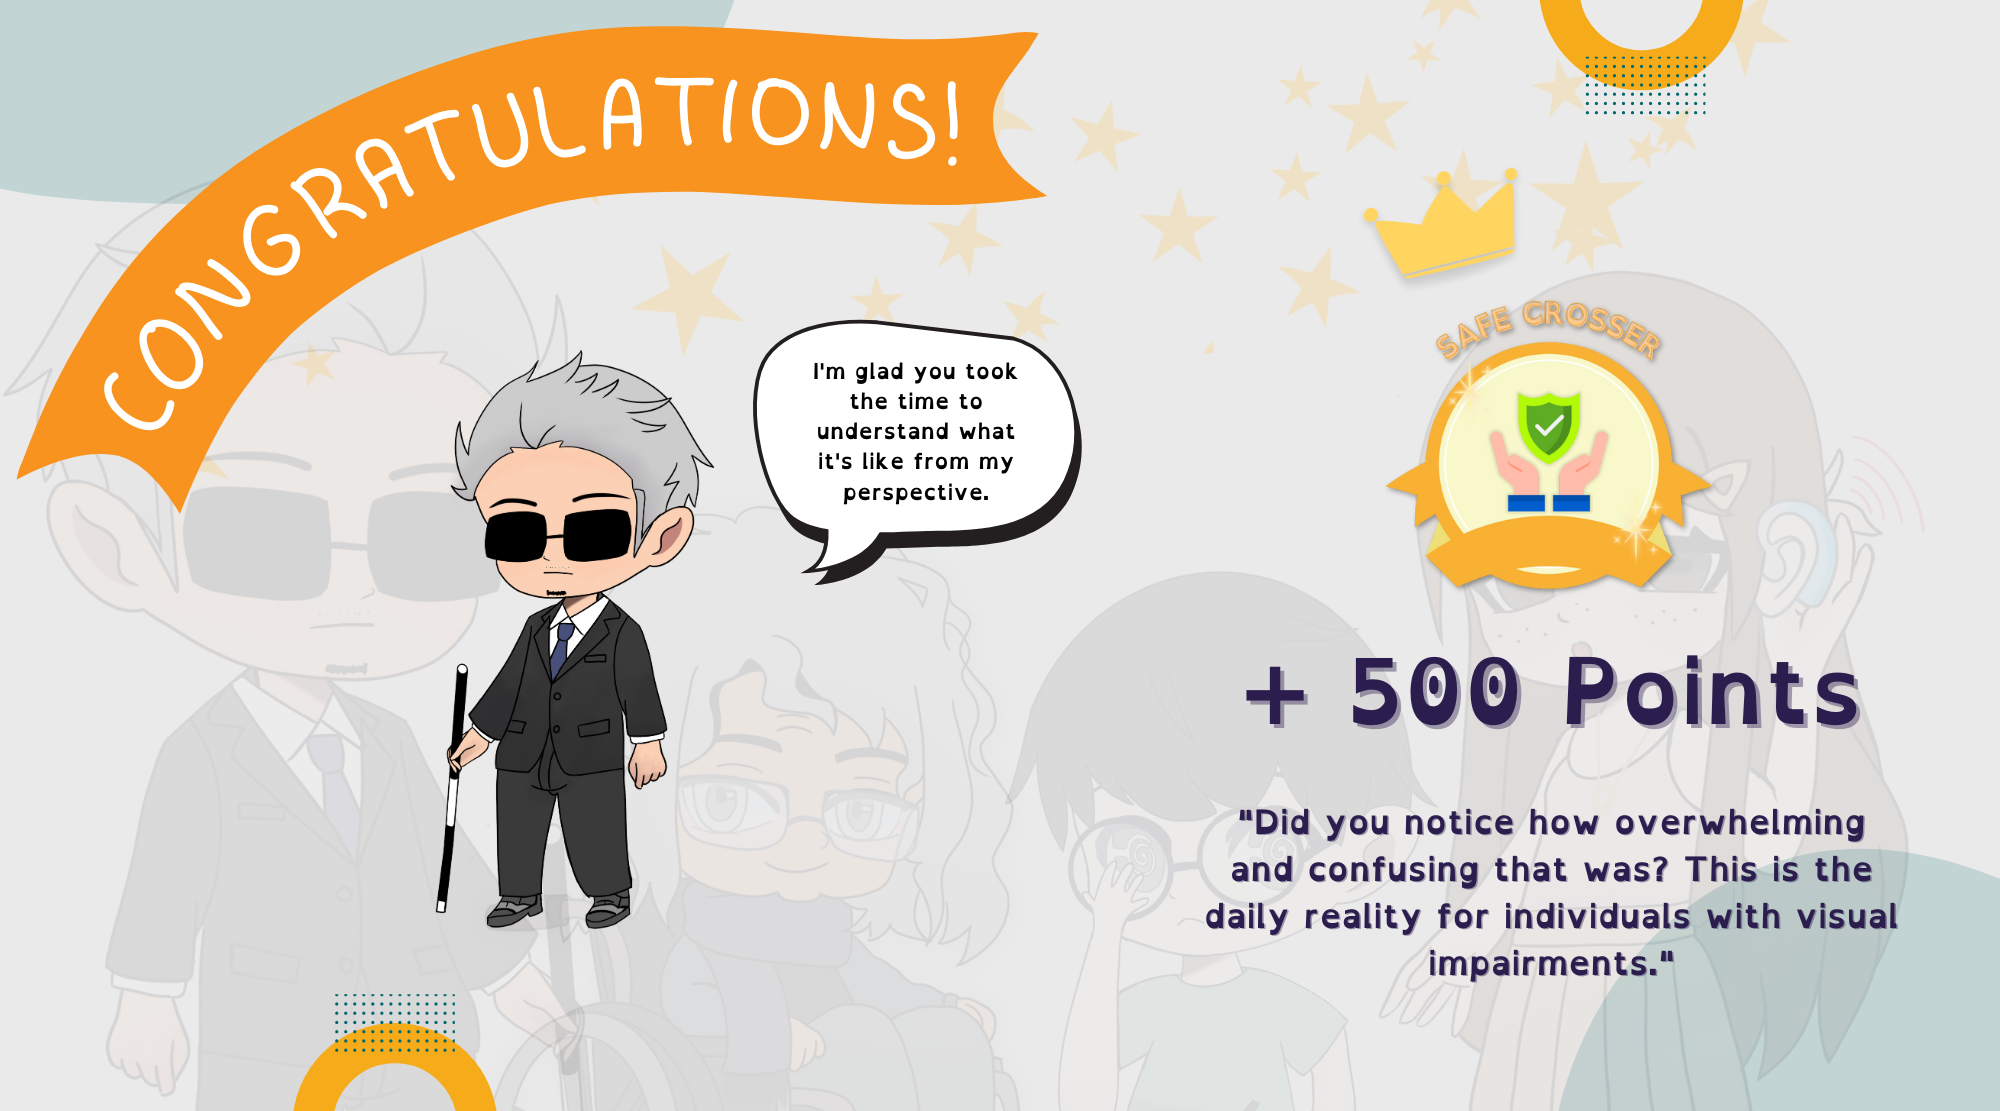 CONGRATULATIONS!
I'm glad you took
the time to
understand what
it's like from my
perspective.
SAFE CROSSER
+ 500 Points
"Did you notice how overwhelming
and confusing that was? This is the
daily reality for individuals with visual
impairments."